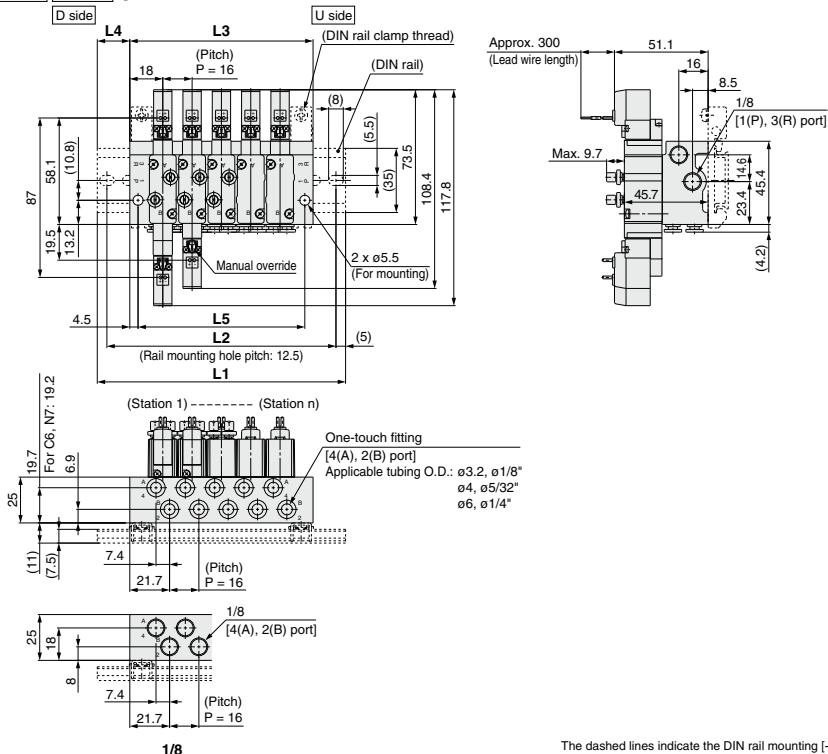 D side
U side
L4
L3
(DIN rail clamp thread)
18
(Pitch)
P = 16
(DIN rail)
(8)
(5.5)
(35)
73.5
108.4
117.8
87
58.1
(10.8)
19.5
13.2
Manual override
2 x ø5.5
(For mounting)
4.5
L5
L2
(5)
(Rail mounting hole pitch: 12.5)
L1
Approx. 300
(Lead wire length)
51.1
16
8.5
1/8
[1(P), 3(R) port]
Max. 9.7
45.7
14.6
23.4
45.4
(4.2)
(Station 1) - - - - - - - - (Station n)
For C6, N7: 19.2
19.7
6.9
25
One-touch fitting
[4(A), 2(B) port]
Applicable tubing O.D.: ø3.2, ø1/8"
ø4, ø5/32"
ø6, ø1/4"
(11)
(7.5)
7.4
21.7
(Pitch)
P = 16
25
18
8
1/8
[4(A), 2(B) port]
7.4
21.7
(Pitch)
P = 16
1/8
The dashed lines indicate the DIN rail mounting [-